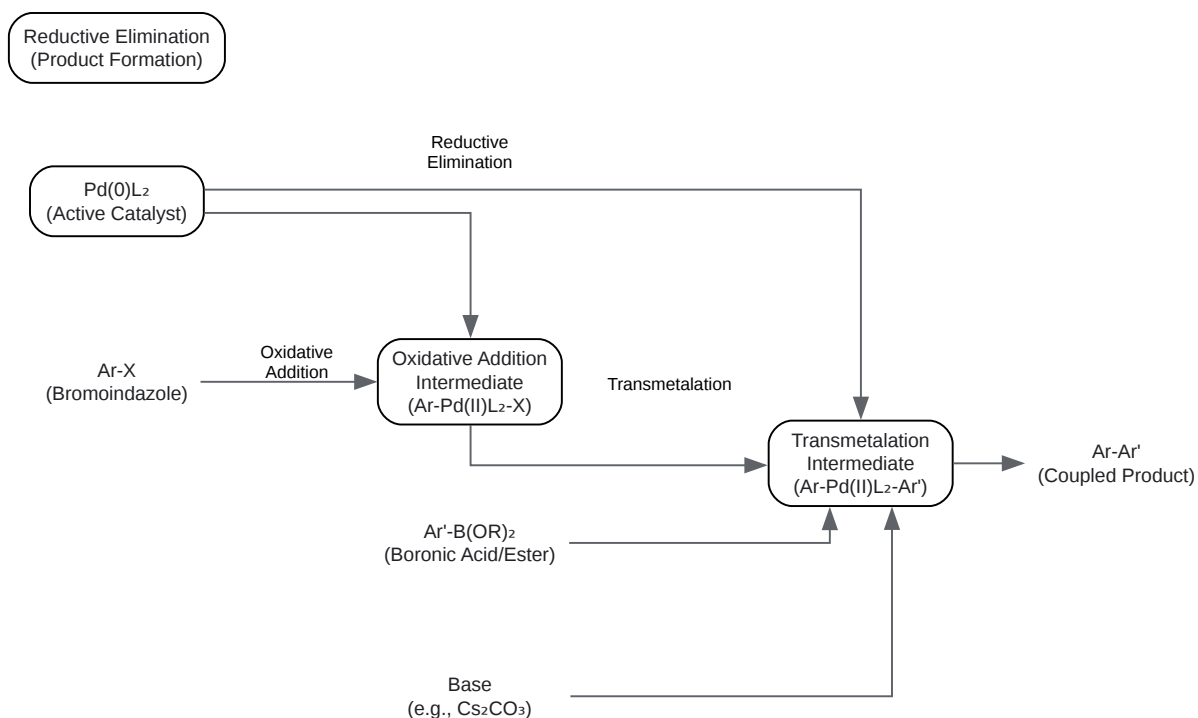 Reductive Elimination
(Product Formation)
Reductive
Elimination
Pd(0)L₂
(Active Catalyst)
Oxidative
Addition
Ar-X
(Bromoindazole)
Oxidative Addition
Intermediate
(Ar-Pd(II)L₂-X)
Transmetalation
Transmetalation
Intermediate
(Ar-Pd(II)L₂-Ar')
Ar-Ar'
(Coupled Product)
Ar'-B(OR)₂
(Boronic Acid/Ester)
Base
(e.g., Cs₂CO₃)